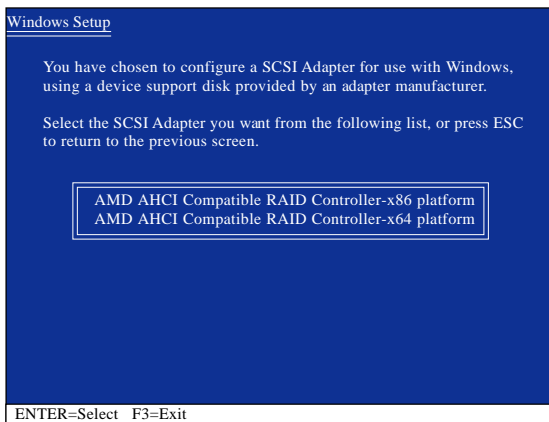 Windows Setup
You have chosen to configure a SCSI Adapter for use with Windows,
using a device support disk provided by an adapter manufacturer.
Select the SCSI Adapter you want from the following list, or press ESC
to return to the previous screen.
AMD AHCI Compatible RAID Controller-x86 platform
AMD AHCI Compatible RAID Controller-x64 platform
ENTER=Select F3=Exit